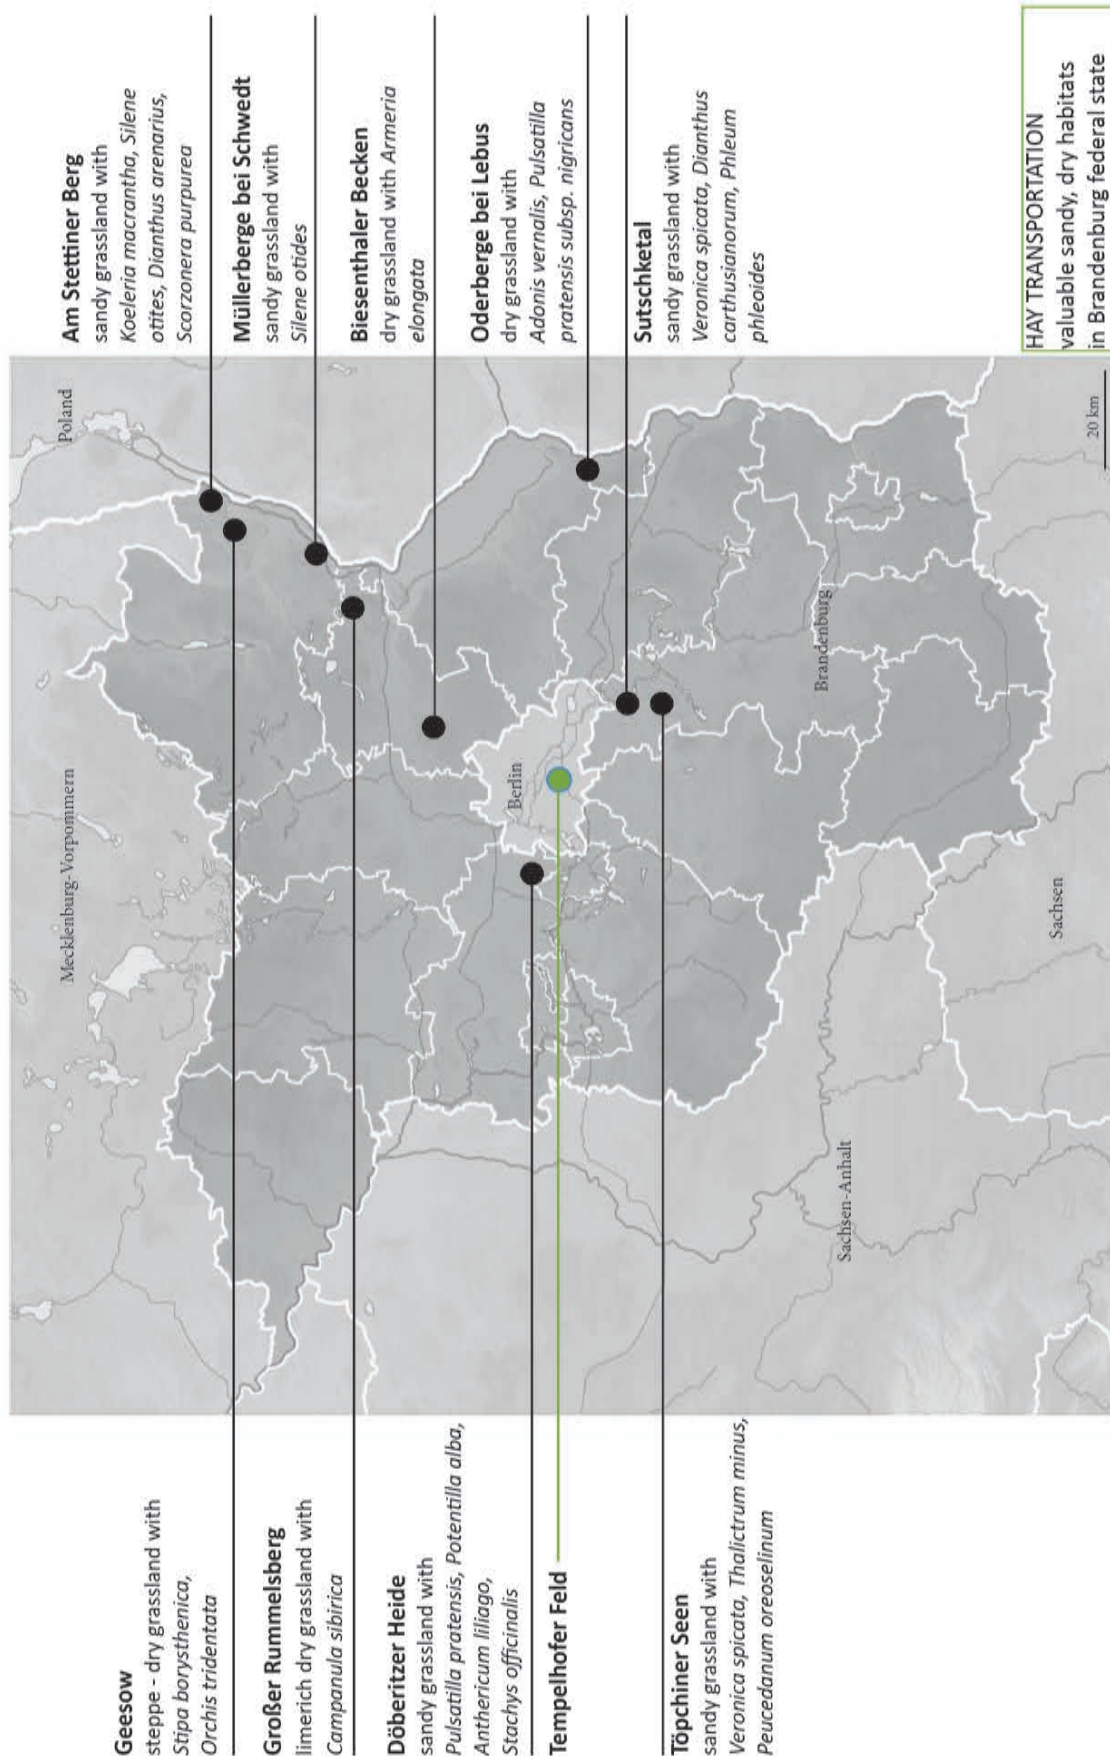 Geesow
steppe - dry grassland with
Stipa borysthenica,
Orchis tridentata
Großer Rummelsberg
limerich dry grassland with
Campanula sibirica
Döberitzer Heide
sandy grassland with
Pulsatilla pratensis, Potentilla alba,
Anthericum liliago,
Stachys officinalis
Tempelhofer Feld
Töpchiner Seen
sandy grassland with
Veronica spicata, Thalictrum minus,
Peucedanum oreoselinum
Mecklenburg-Vorpommern
Poland
Berlin
Brandenburg
Sachsen-Anhalt
Sachsen
20 km
Am Stettiner Berg
sandy grassland with
Koeleria macrantha, Silene
otites, Dianthus arenarius,
Scorzonera purpurea
Müllerberge bei Schwedt
sandy grassland with
Silene otides
Biesenthaler Becken
dry grassland with Armeria
elongata
Oderberge bei Lebus
dry grassland with
Adonis vernalis, Pulsatilla
pratensis subsp. nigricans
Sutschketal
sandy grassland with
Veronica spicata, Dianthus
carthusianorum, Phleum
phleoides
HAY TRANSPORTATION
valuable sandy, dry habitats
in Brandenburg federal state